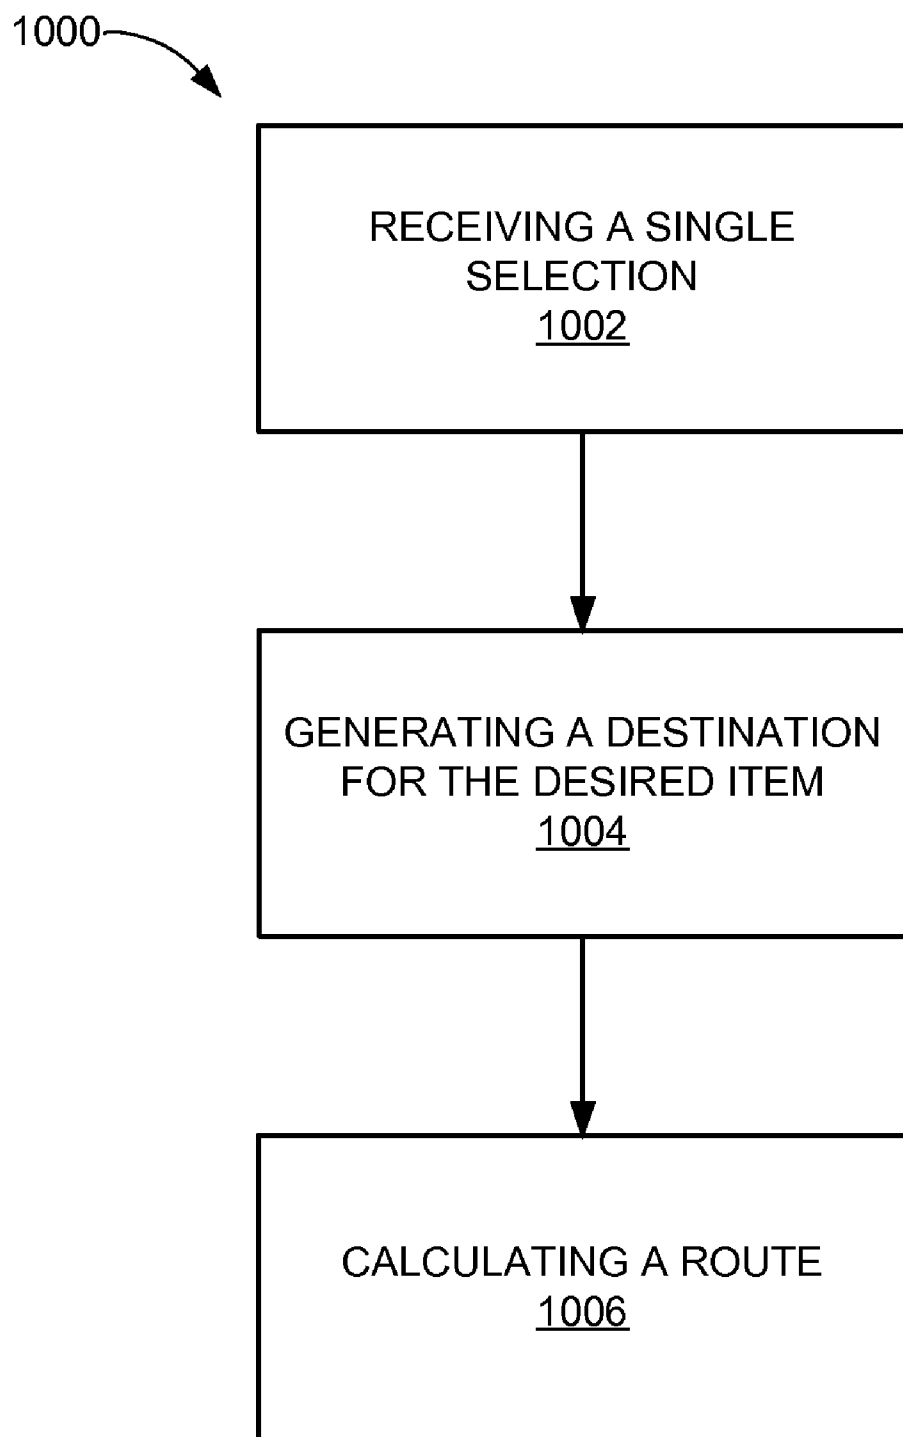 1000
RECEIVING A SINGLE
SELECTION
1002
GENERATING A DESTINATION
FOR THE DESIRED ITEM
1004
CALCULATING A ROUTE
1006